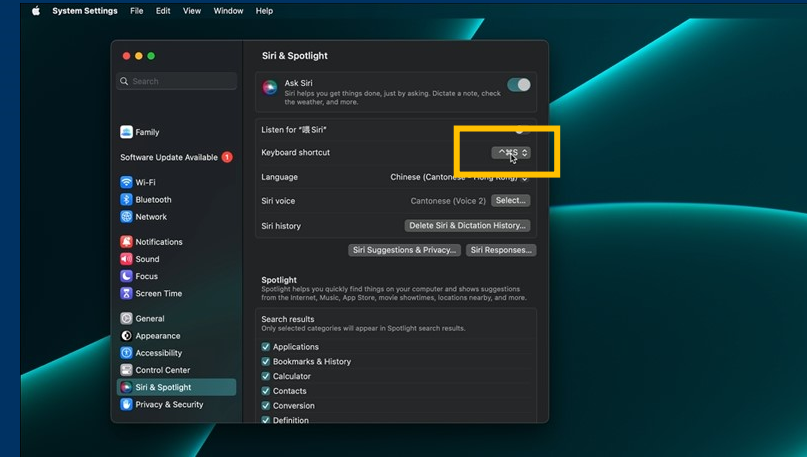 System Settings File Edit View Window Help
Siri & Spotlight
Search
Ask Siri
Siri helps you get things done, just by asking. Dictate a note, check
the weather, and more.
Family
Listen for “喂 Siri”
Software Update Available 1
Keyboard shortcut ^⌘S
Language Chinese (Cantonese - Hong Kong)
Wi-Fi
Bluetooth
Network
Siri voice Cantonese (Voice 2) Select...
Siri history Delete Siri & Dictation History...
Notifications
Sound
Focus
Screen Time
Siri Suggestions & Privacy... Siri Responses...
Spotlight
Spotlight helps you quickly find things on your computer and shows suggestions
from the Internet, Music, App Store, movie showtimes, locations nearby, and more.
General
Appearance
Accessibility
Control Center
Siri & Spotlight
Privacy & Security
Search results
Only selected categories will appear in Spotlight search results.
Applications
Bookmarks & History
Calculator
Contacts
Conversion
Definition